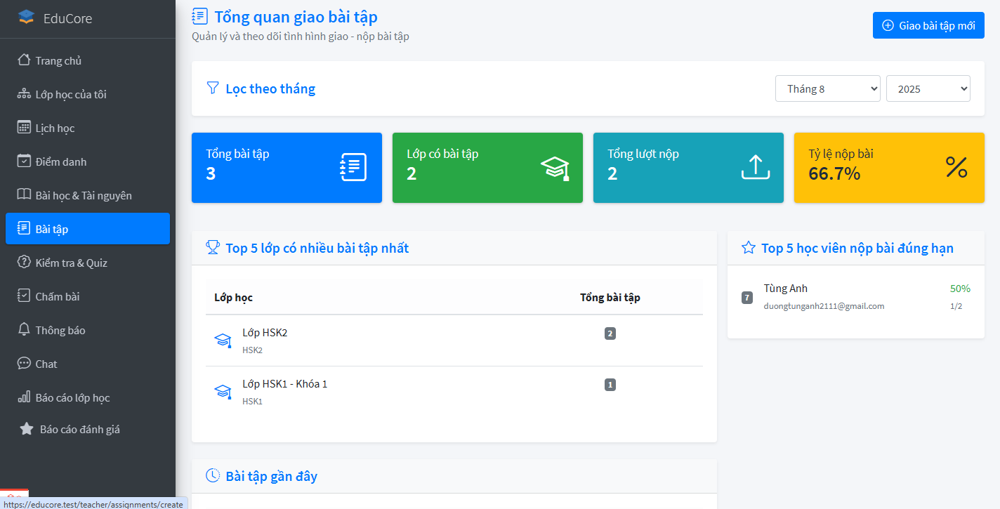 EduCore
Trang chủ
Lớp học của tôi
Lịch học
Điểm danh
Bài học & Tài nguyên
Bài tập
Kiểm tra & Quiz
Chấm bài
Thông báo
Chat
Báo cáo lớp học
Báo cáo đánh giá
https://educore.test/teacher/assignments/create
Tổng quan giao bài tập
Quản lý và theo dõi tình hình giao - nộp bài tập
Giao bài tập mới
Lọc theo tháng
Tháng 8
2025
Tổng bài tập
3
Lớp có bài tập
2
Tổng lượt nộp
2
Tỷ lệ nộp bài
66.7%
Top 5 lớp có nhiều bài tập nhất
Lớp học Tổng bài tập
Lớp HSK2 2
HSK2
Lớp HSK1 - Khóa 1 1
HSK1
Top 5 học viên nộp bài đúng hạn
7 Tùng Anh 50%
duongtunganh2111@gmail.com 1/2
Bài tập gần đây